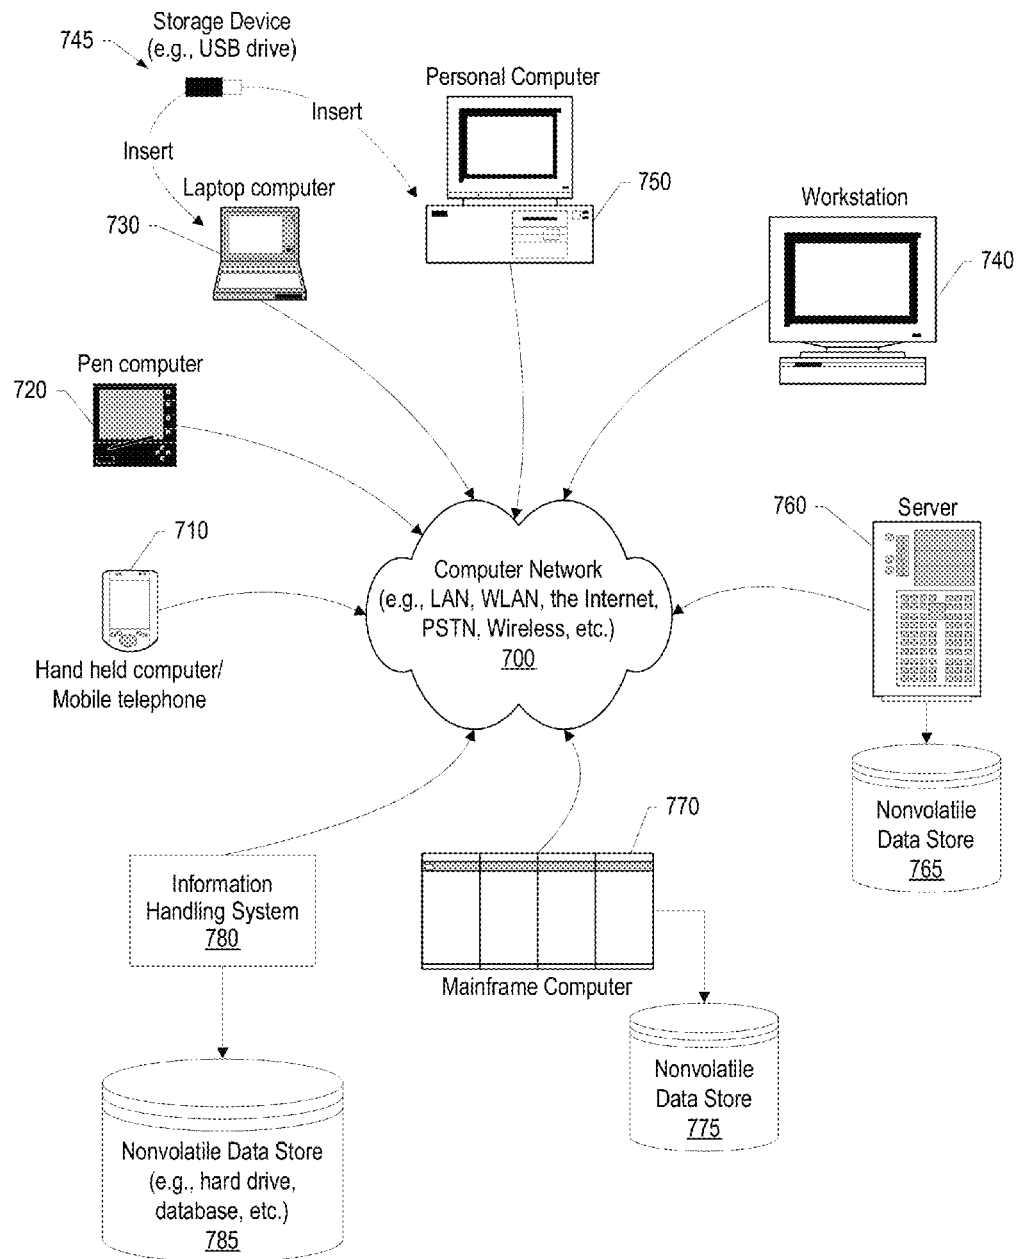 Storage Device
(e.g., USB drive)
745
Insert
Insert
Personal Computer
750
Laptop computer
730
Workstation
740
Pen computer
720
710
Hand held computer/
Mobile telephone
Computer Network
(e.g., LAN, WLAN, the Internet,
PSTN, Wireless, etc.)
700
760
Server
Nonvolatile
Data Store
765
770
Mainframe Computer
Nonvolatile
Data Store
775
Information
Handling System
780
Nonvolatile Data Store
(e.g., hard drive,
database, etc.)
785